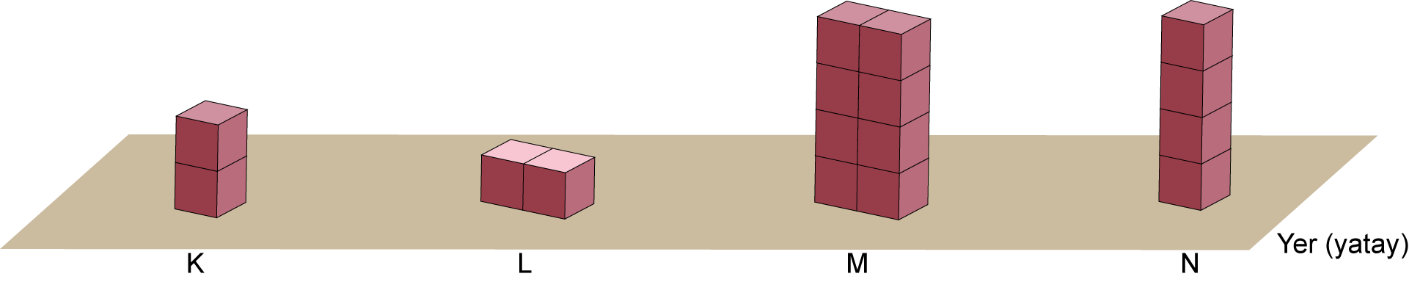 Yer (yatay)
K L M N